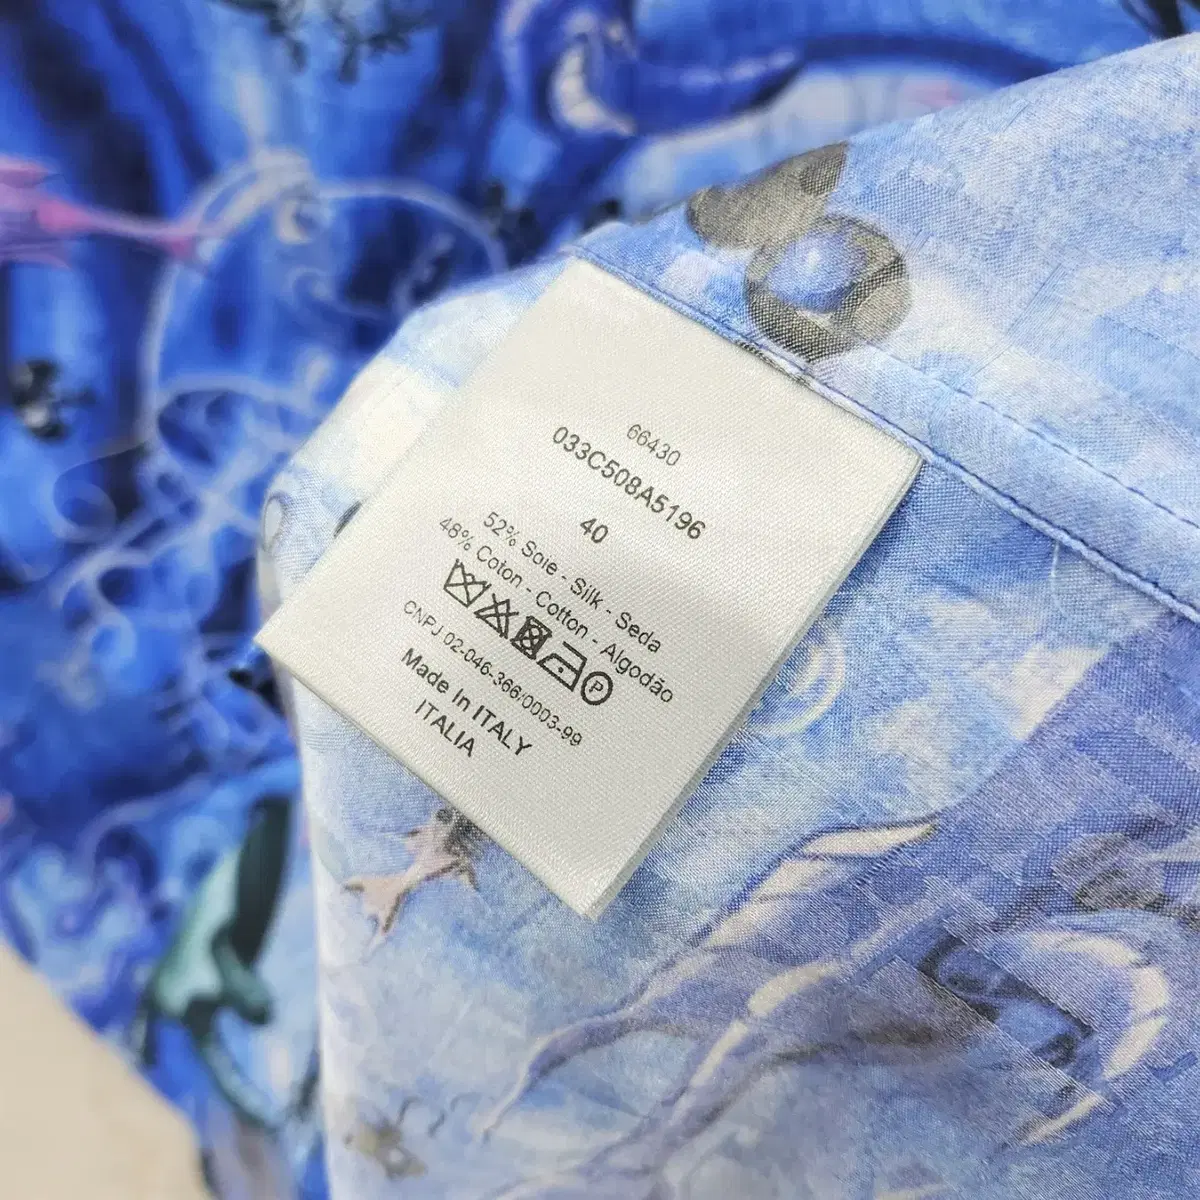 66430
033C508A5196
40
52% Soie - Silk - Seda
48% Coton - Cotton - Algodão
P
CNPJ 02-046-366/0003-99
Made In ITALY
ITALIA